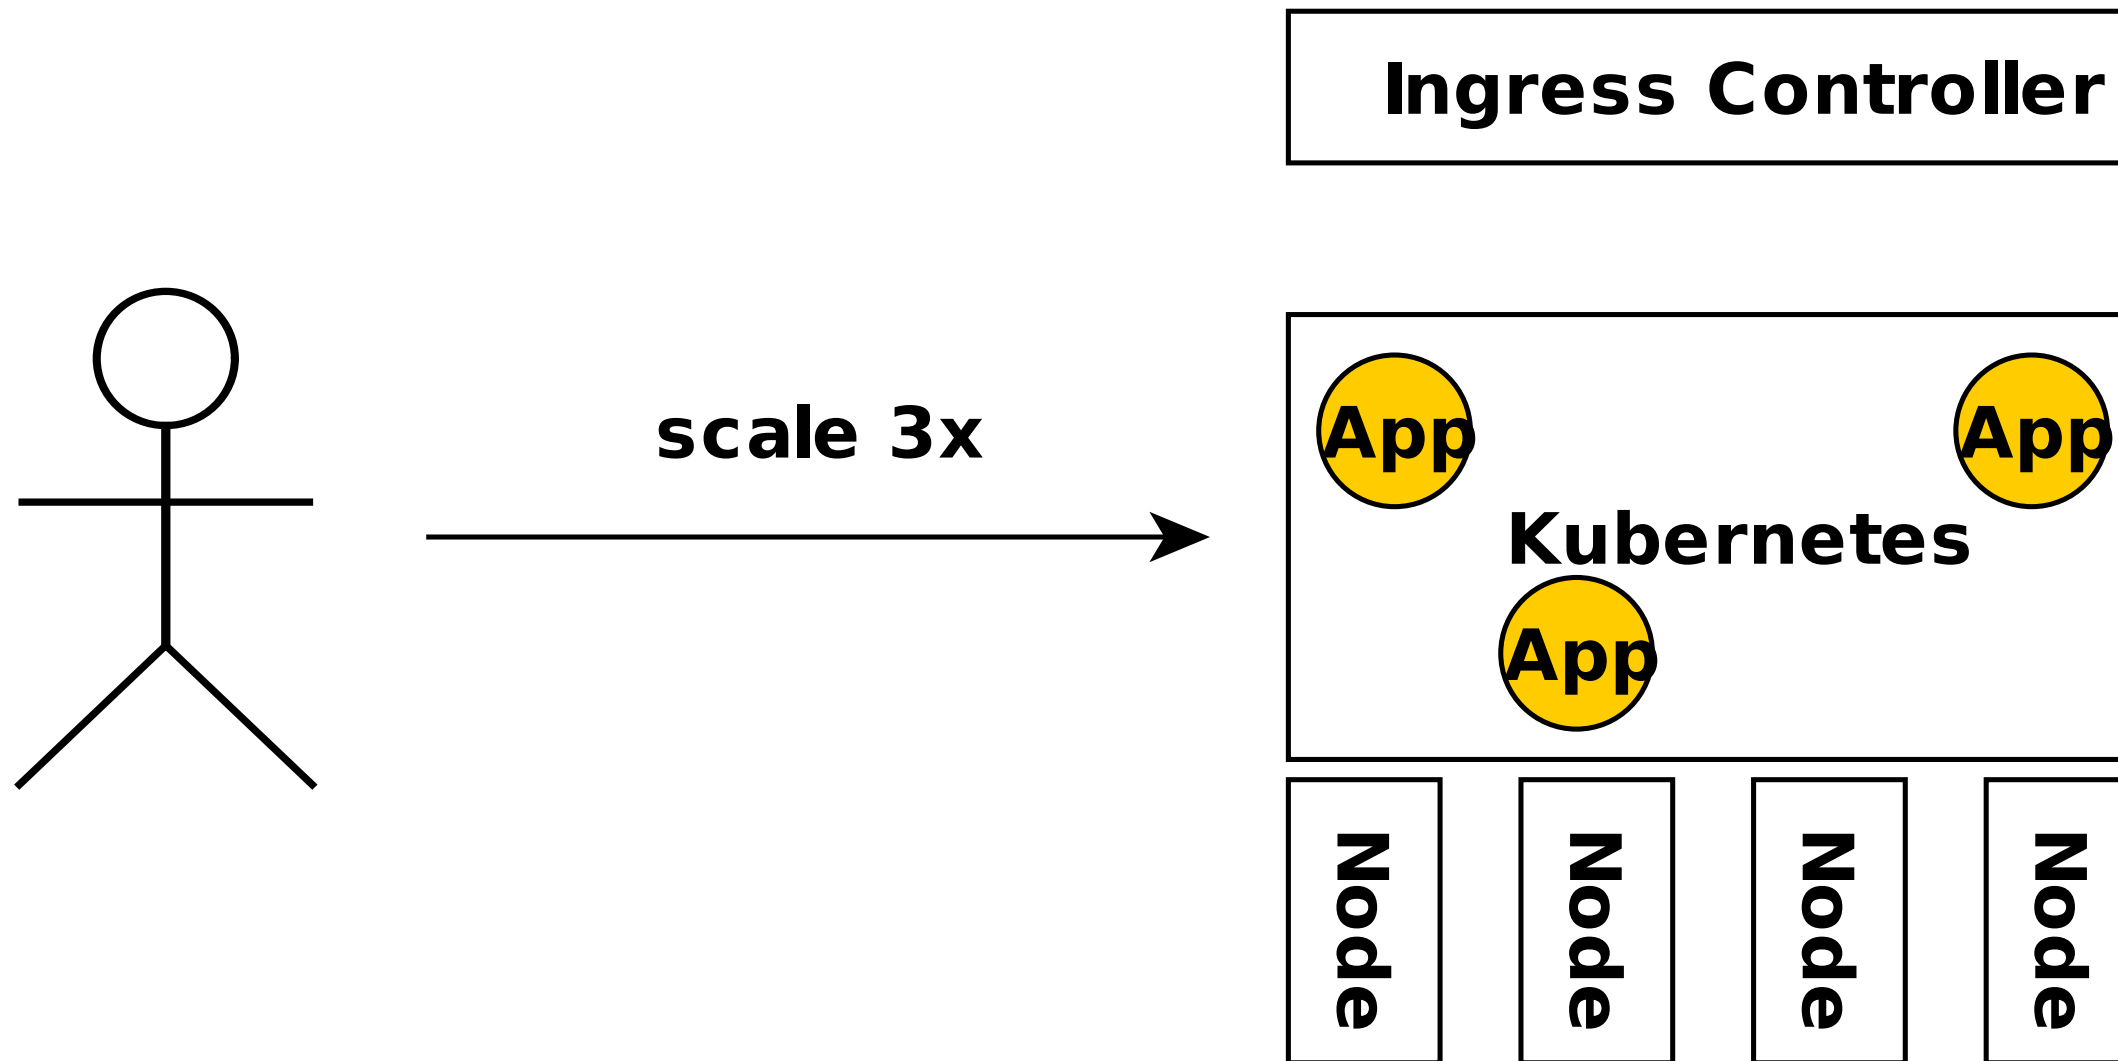 Ingress Controller
scale 3x
App
App
Kubernetes
App
Node
Node
Node
Node